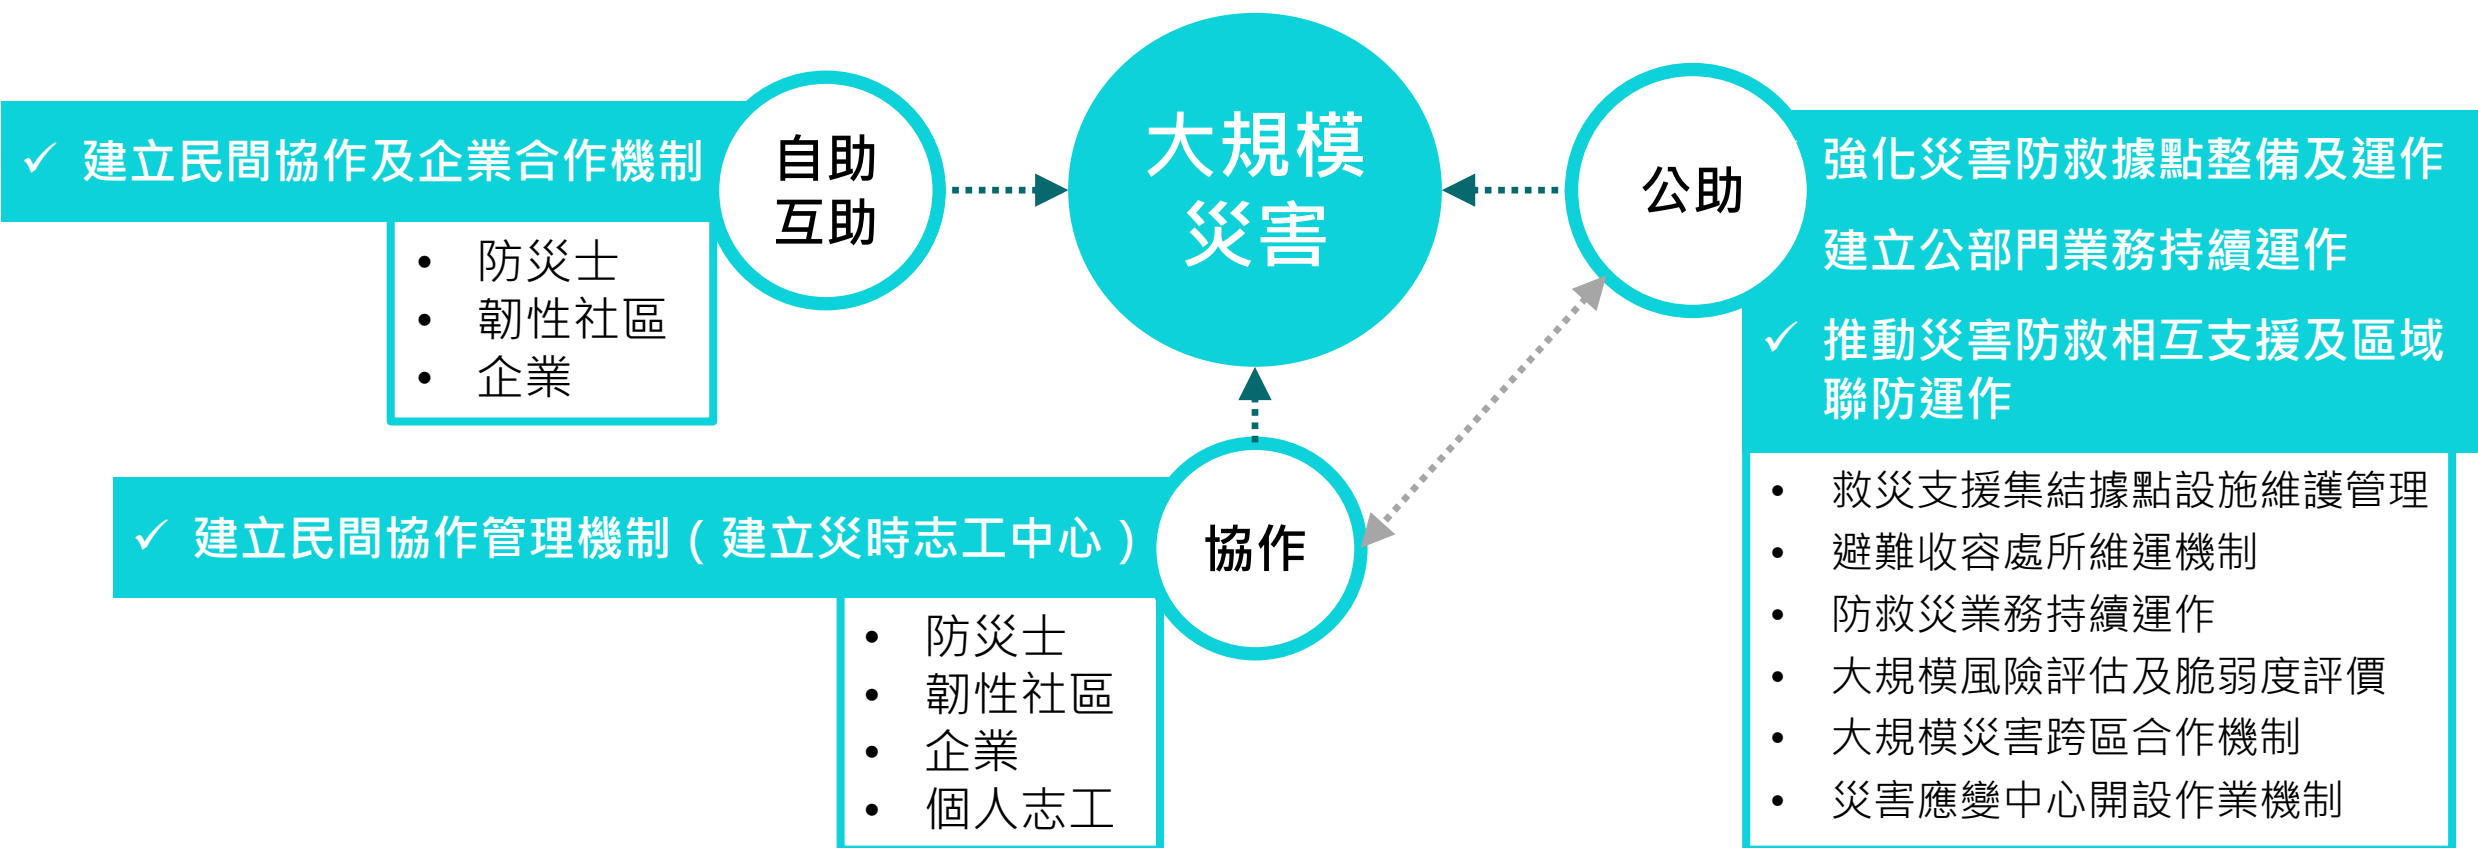 ✓ 建立民間協作及企業合作機制
• 防災士
• 韌性社區
• 企業
自助
互助
大規模
災害
公助
強化災害防救據點整備及運作
建立公部門業務持續運作
✓ 推動災害防救相互支援及區域
聯防運作
• 救災支援集結據點設施維護管理
• 避難收容處所維運機制
• 防救災業務持續運作
• 大規模風險評估及脆弱度評價
• 大規模災害跨區合作機制
• 災害應變中心開設作業機制
✓ 建立民間協作管理機制（建立災時志工中心）
協作
• 防災士
• 韌性社區
• 企業
• 個人志工